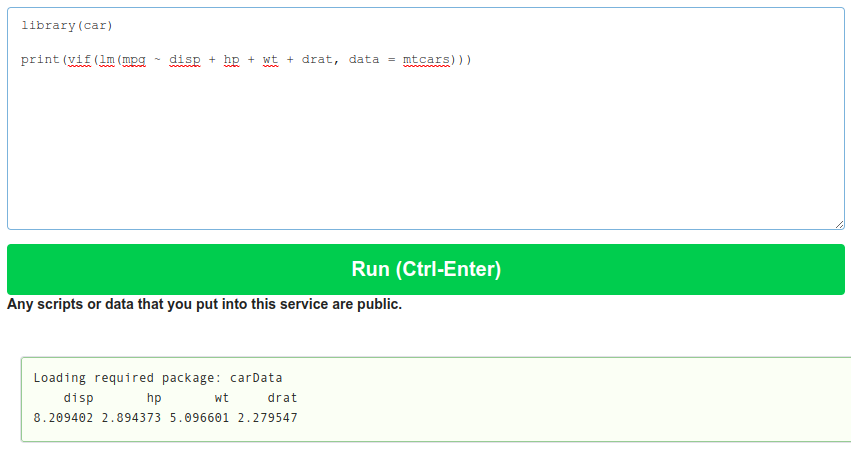 library(car)
print(vif(lm(mpg ~ disp + hp + wt + drat, data = mtcars)))
Run (Ctrl-Enter)
Any scripts or data that you put into this service are public.
Loading required package: carData
    disp       hp       wt     drat
8.209402 2.894373 5.096601 2.279547